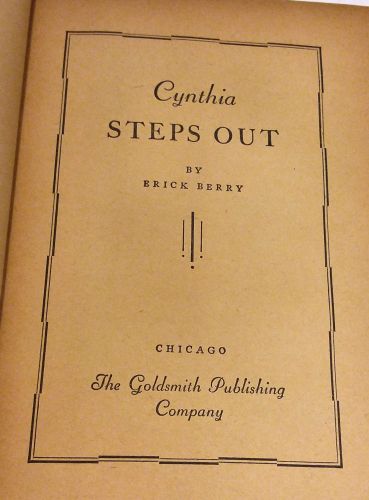 Cynthia
STEPS OUT
BY
ERICK BERRY
CHICAGO
The Goldsmith Publishing
Company